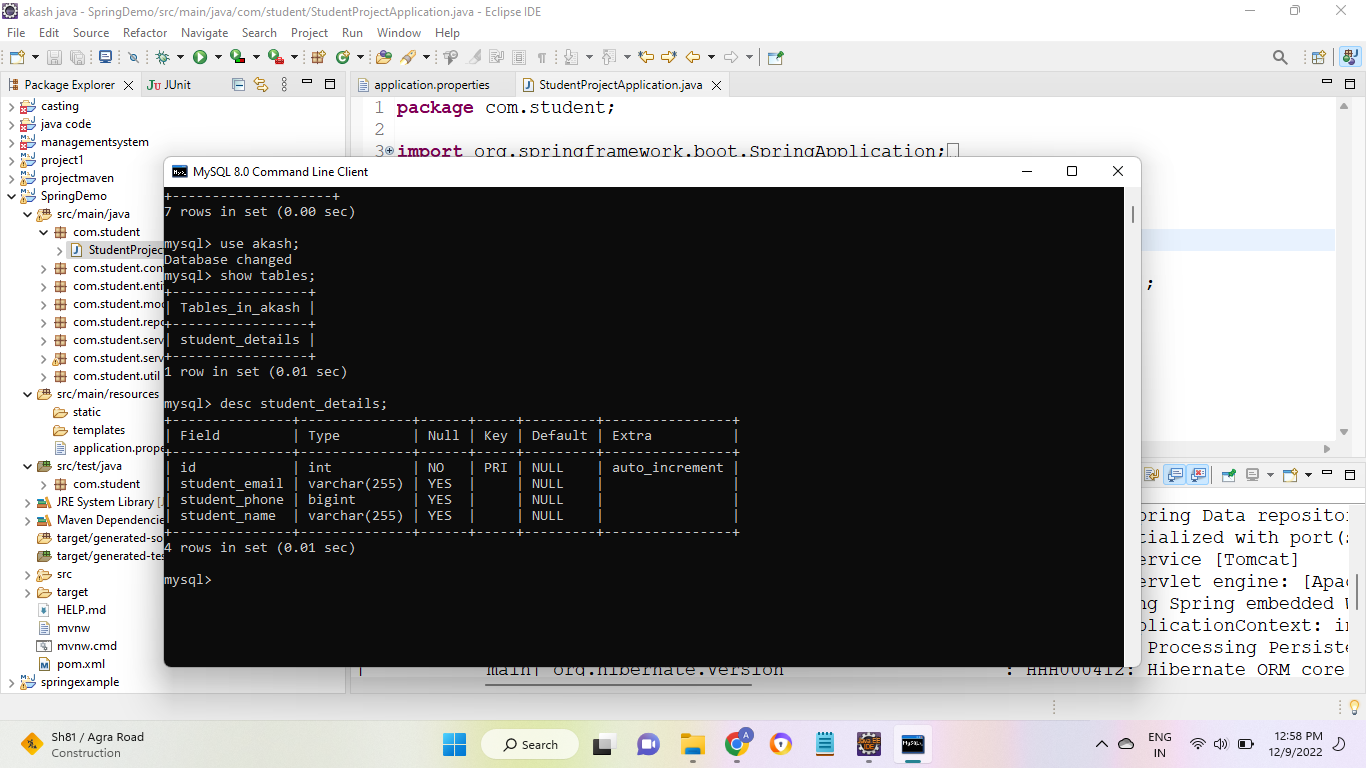 akash java - SpringDemo/src/main/java/com/student/StudentProjectApplication.java - Eclipse IDE
File Edit Source Refactor Navigate Search Project Run Window Help
Package Explorer JUnit
application.properties StudentProjectApplication.java
casting
java code
managementsystem
project1
projectmaven
SpringDemo
src/main/java
com.student
StudentProjec
com.student.con
com.student.enti
com.student.mod
com.student.repo
com.student.serv
com.student.serv
com.student.util
src/main/resources
static
templates
application.prope
src/test/java
com.student
JRE System Library [
Maven Dependencie
target/generated-so
target/generated-tes
src
target
HELP.md
mvnw
mvnw.cmd
pom.xml
springexample
1 package com.student;
2
3 import org.springframework.boot.SpringApplication;
;
MySQL 8.0 Command Line Client
+--------------------+
7 rows in set (0.00 sec)
mysql> use akash;
Database changed
mysql> show tables;
+-----------------+
| Tables_in_akash |
+-----------------+
| student_details |
+-----------------+
1 row in set (0.01 sec)
mysql> desc student_details;
+---------------+--------------+------+-----+---------+----------------+
| Field | Type | Null | Key | Default | Extra |
+---------------+--------------+------+-----+---------+----------------+
| id | int | NO | PRI | NULL | auto_increment |
| student_email | varchar(255) | YES | | NULL | |
| student_phone | bigint | YES | | NULL | |
| student_name | varchar(255) | YES | | NULL | |
+---------------+--------------+------+-----+---------+----------------+
4 rows in set (0.01 sec)
mysql>
pring Data reposito
tialized with port(
ervice [Tomcat]
ervlet engine: [Apa
ng Spring embedded W
plicationContext: in
Processing Persiste
main] org.hibernate.Version : HHH000412: Hibernate ORM core
Sh81 / Agra Road
Construction
Search
ENG
IN
12:58 PM
12/9/2022